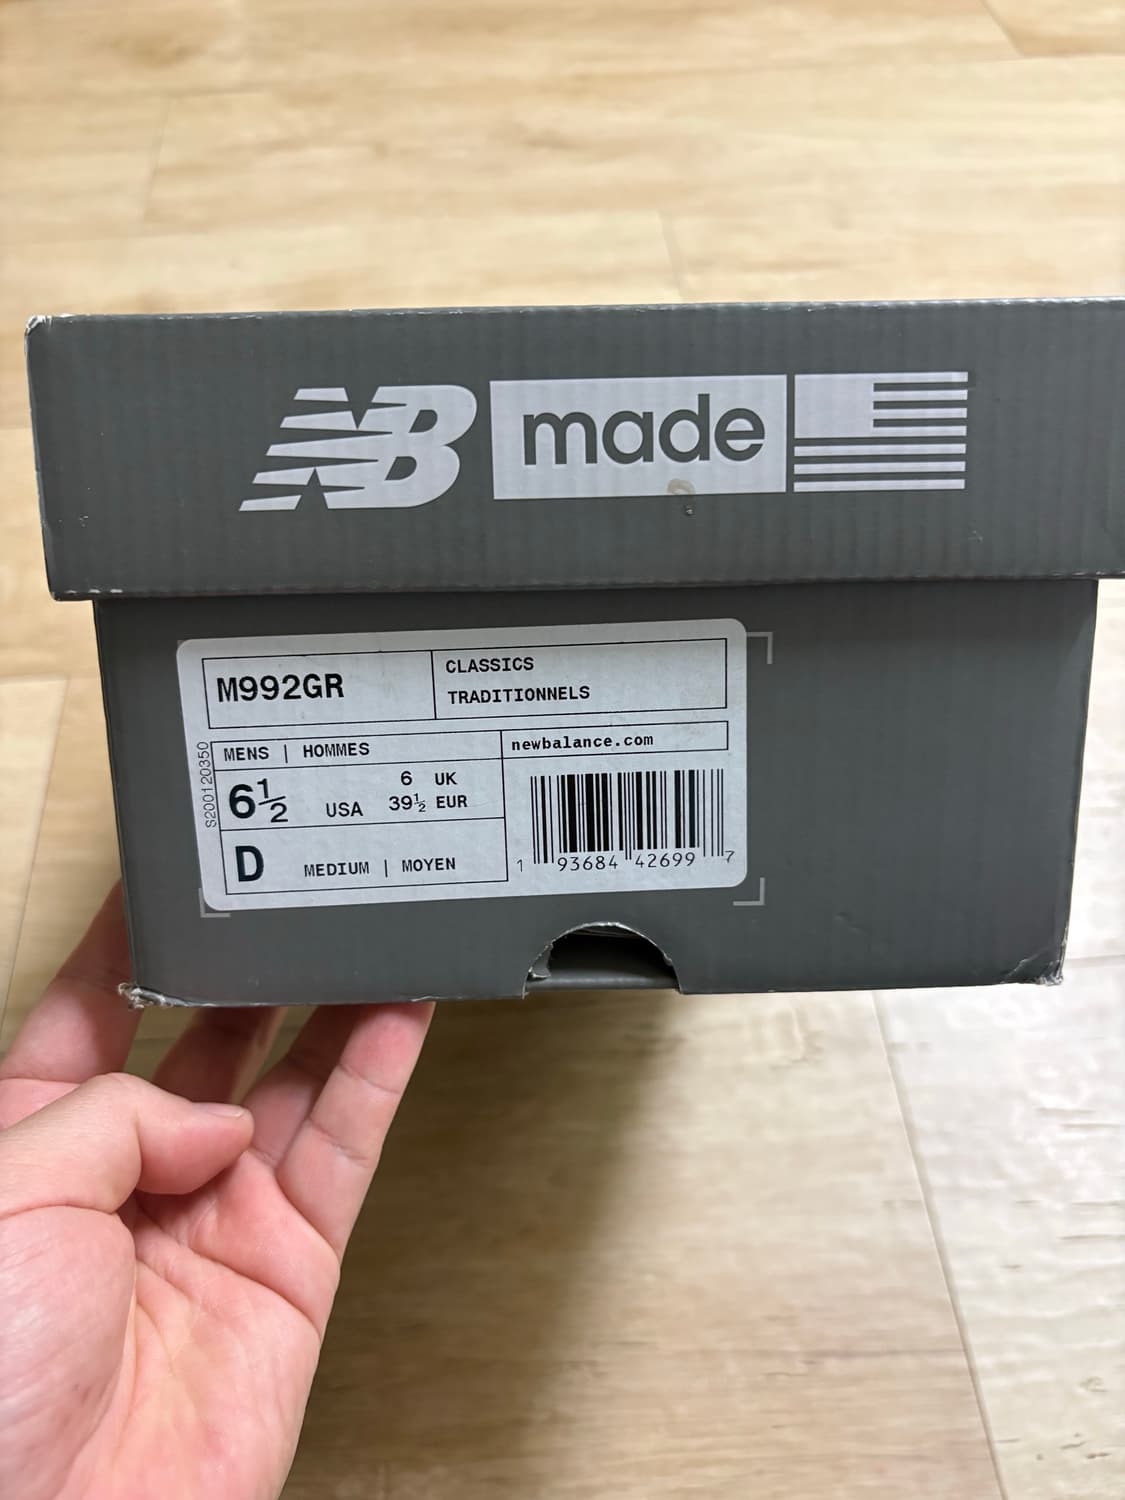 NB made
M992GR
CLASSICS
TRADITIONNELS
MENS | HOMMES
newbalance.com
6½ USA
6 UK
39½ EUR
D MEDIUM | MOYEN
S200120350
1 93684 42699 7